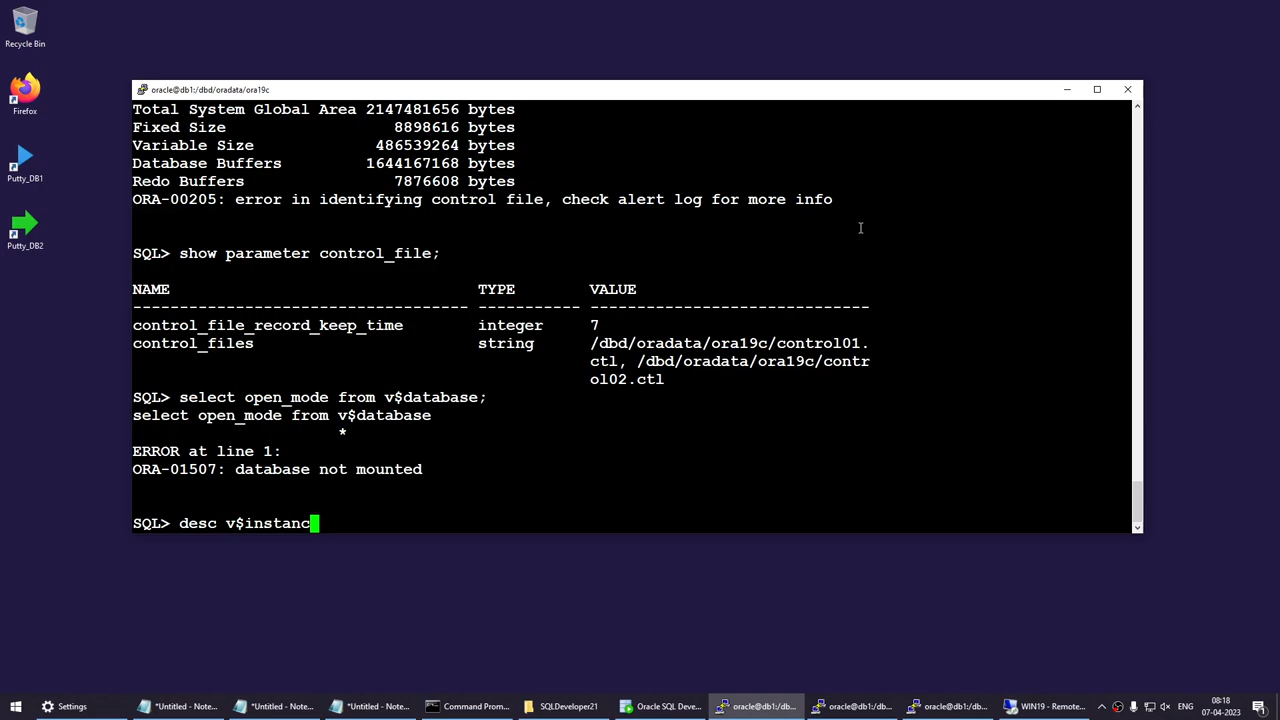 Recycle Bin
Firefox
Putty_DB1
Putty_DB2
oracle@db1:/dbd/oradata/ora19c
Total System Global Area 2147481656 bytes
Fixed Size                  8898616 bytes
Variable Size             486539264 bytes
Database Buffers         1644167168 bytes
Redo Buffers                7876608 bytes
ORA-00205: error in identifying control file, check alert log for more info
SQL> show parameter control_file;
NAME                                 TYPE        VALUE
------------------------------------ ----------- ------------------------------
control_file_record_keep_time        integer     7
control_files                        string      /dbd/oradata/ora19c/control01.
ctl, /dbd/oradata/ora19c/contr
ol02.ctl
SQL> select open_mode from v$database;
select open_mode from v$database
*
ERROR at line 1:
ORA-01507: database not mounted
SQL> desc v$instanc
Settings
*Untitled - Note...
*Untitled - Note...
*Untitled - Note...
Command Prom...
SQLDeveloper21
Oracle SQL Deve...
oracle@db1:/db...
oracle@db1:/db...
oracle@db1:/db...
WIN19 - Remote...
ENG
08:18
07-04-2023